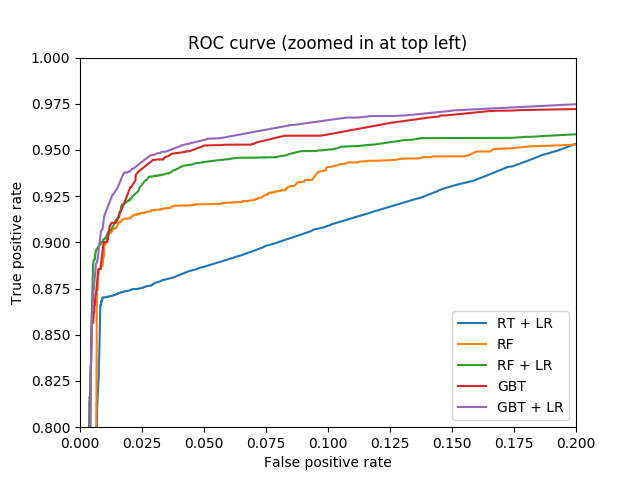 ROC curve (zoomed in at top left)
True positive rate
1.000
0.975
0.950
0.925
0.900
0.875
0.850
0.825
0.800
RT + LR
RF
RF + LR
GBT
GBT + LR
0.000 0.025 0.050 0.075 0.100 0.125 0.150 0.175 0.200
False positive rate